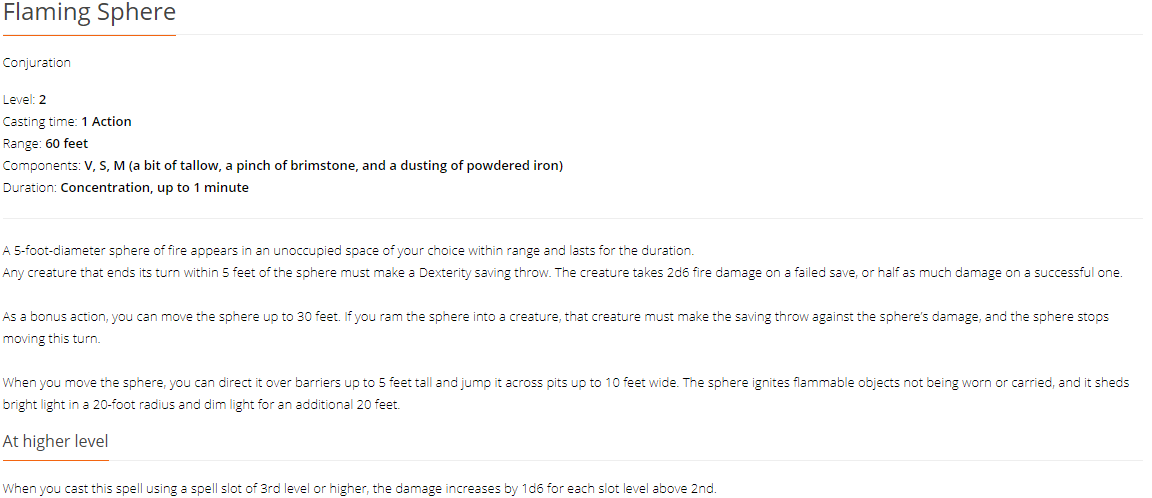 Flaming Sphere
Conjuration
Level: 2
Casting time: 1 Action
Range: 60 feet
Components: V, S, M (a bit of tallow, a pinch of brimstone, and a dusting of powdered iron)
Duration: Concentration, up to 1 minute
A 5-foot-diameter sphere of fire appears in an unoccupied space of your choice within range and lasts for the duration.
Any creature that ends its turn within 5 feet of the sphere must make a Dexterity saving throw. The creature takes 2d6 fire damage on a failed save, or half as much damage on a successful one.
As a bonus action, you can move the sphere up to 30 feet. If you ram the sphere into a creature, that creature must make the saving throw against the sphere's damage, and the sphere stops
moving this turn.
When you move the sphere, you can direct it over barriers up to 5 feet tall and jump it across pits up to 10 feet wide. The sphere ignites flammable objects not being worn or carried, and it sheds
bright light in a 20-foot radius and dim light for an additional 20 feet.
At higher level
When you cast this spell using a spell slot of 3rd level or higher, the damage increases by 1d6 for each slot level above 2nd.